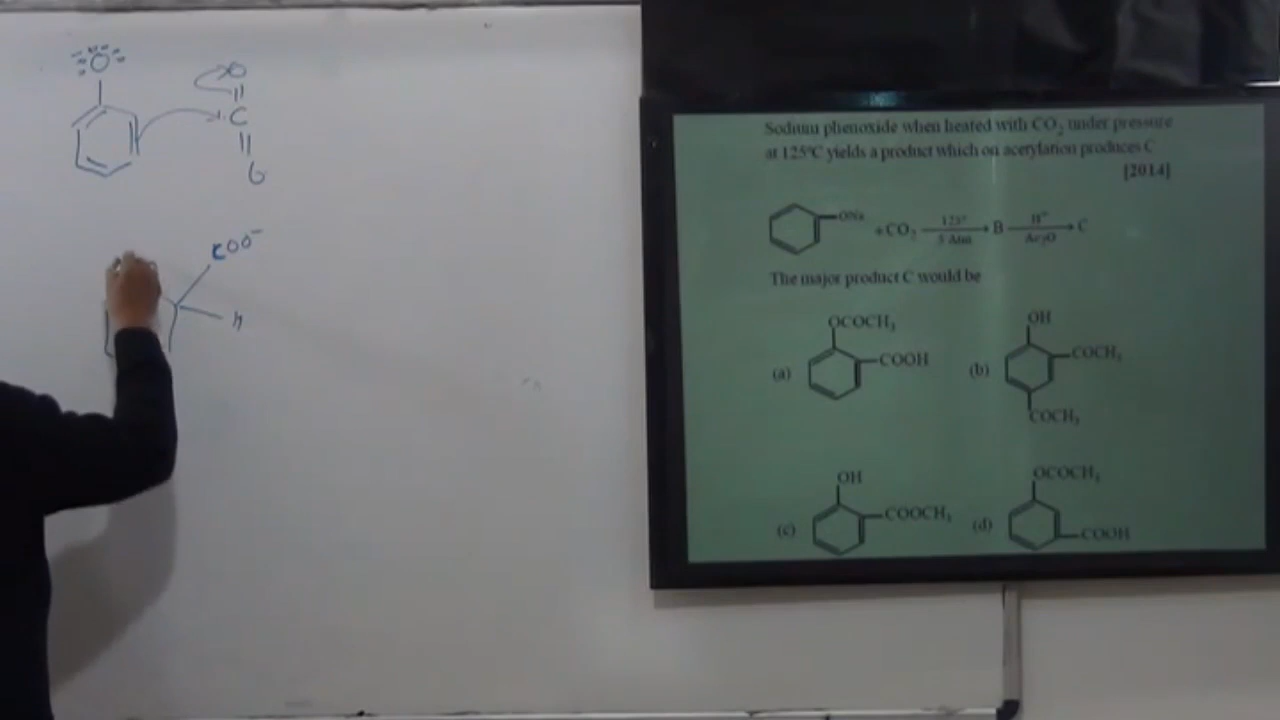 O
O
C
O
COO⁻
H
Sodium phenoxide when heated with CO₂ under pressure
at 125°C yields a product which on acetylation produces C
[2014]
ONa
+CO₂ 125° 5 Atm B H⁺ Ac₂O C
The major product C would be
OCOCH₃
COOH
(a)
OH
COCH₃
(b)
COCH₃
OH
COOCH₃
(c)
OCOCH₃
(d)
COOH